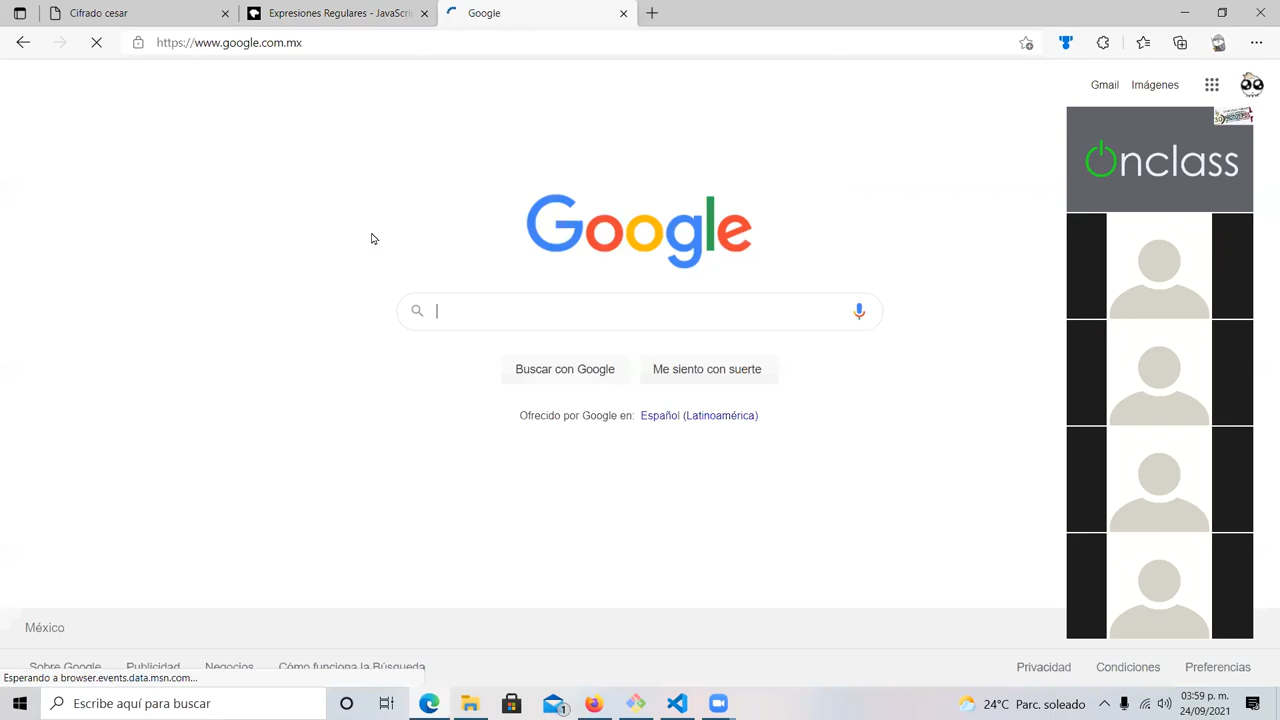 Cifrado cesar
Expresiones Regulares - JavaScri
Google
https://www.google.com.mx
Gmail Imágenes
Onclass
Google
Buscar con Google
Me siento con suerte
Ofrecido por Google en: Español (Latinoamérica)
México
Sobre Google Publicidad Negocios Cómo funciona la Búsqueda
Privacidad Condiciones Preferencias
Esperando a browser.events.data.msn.com...
Escribe aquí para buscar
1
24°C Parc. soleado
03:59 p. m.
24/09/2021